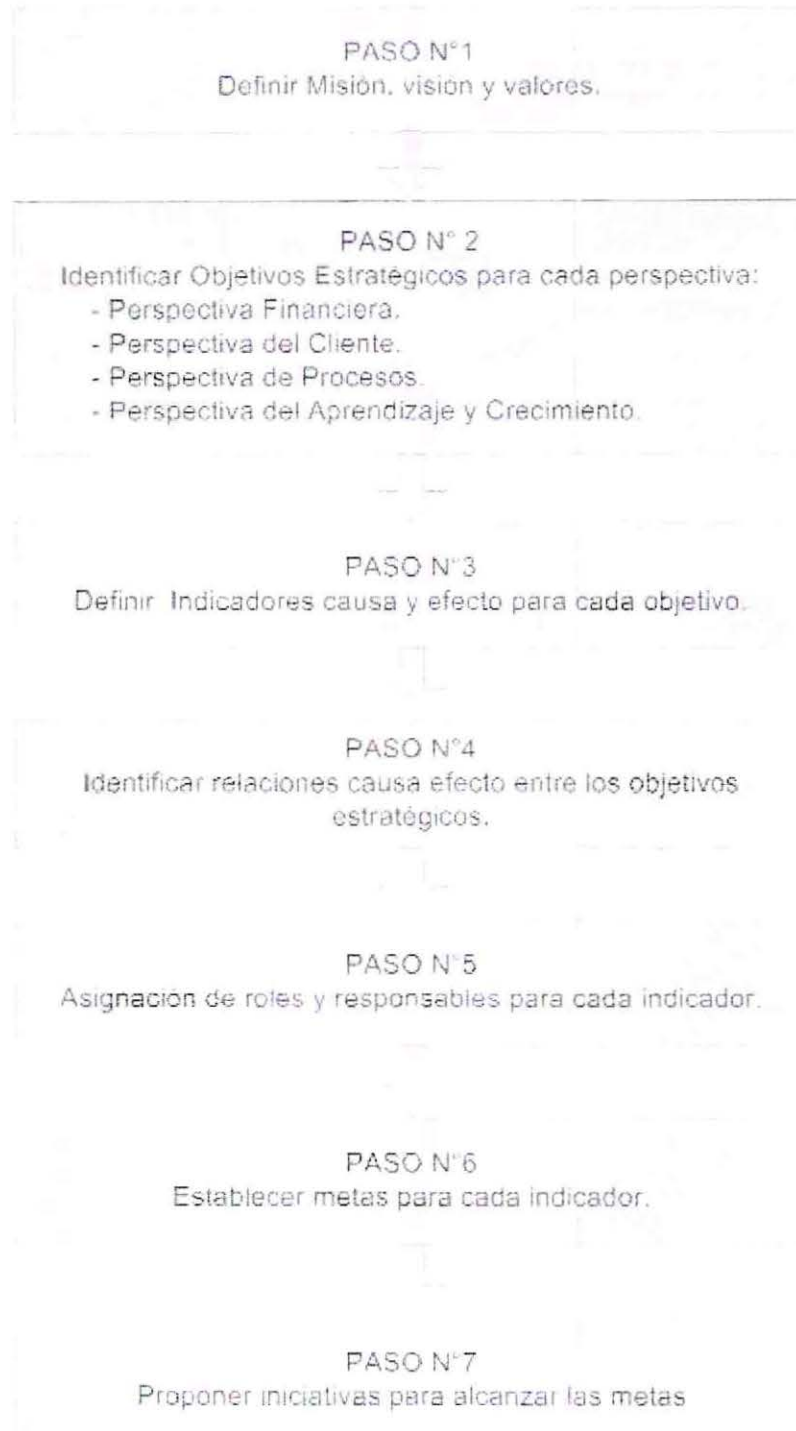 PASO N°1
Definir Misión, visión y valores.
PASO N° 2
Identificar Objetivos Estratégicos para cada perspectiva:
- Perspectiva Financiera.
- Perspectiva del Cliente.
- Perspectiva de Procesos.
- Perspectiva del Aprendizaje y Crecimiento.
PASO N°3
Definir Indicadores causa y efecto para cada objetivo.
PASO N°4
Identificar relaciones causa efecto entre los objetivos
estratégicos.
PASO N°5
Asignación de roles y responsables para cada indicador.
PASO N°6
Establecer metas para cada indicador.
PASO N°7
Proponer iniciativas para alcanzar las metas